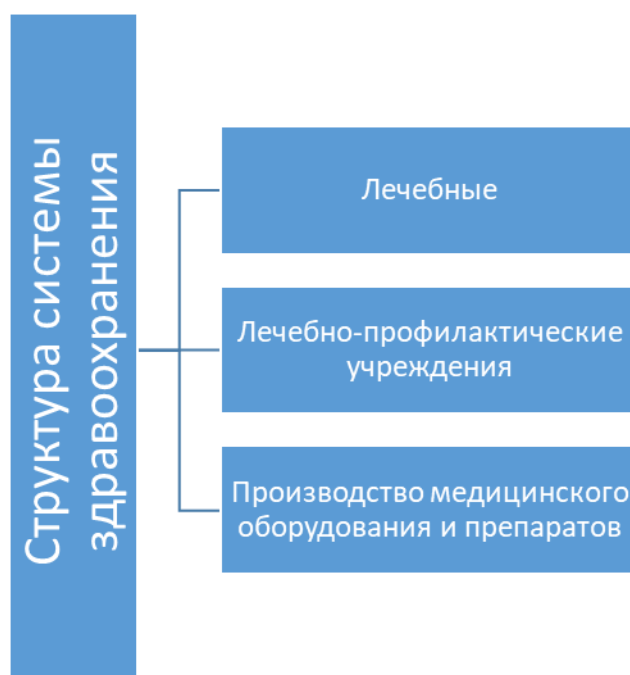 Структура системы
здравоохранения
Лечебные
Лечебно-профилактические
учреждения
Производство медицинского
оборудования и препаратов